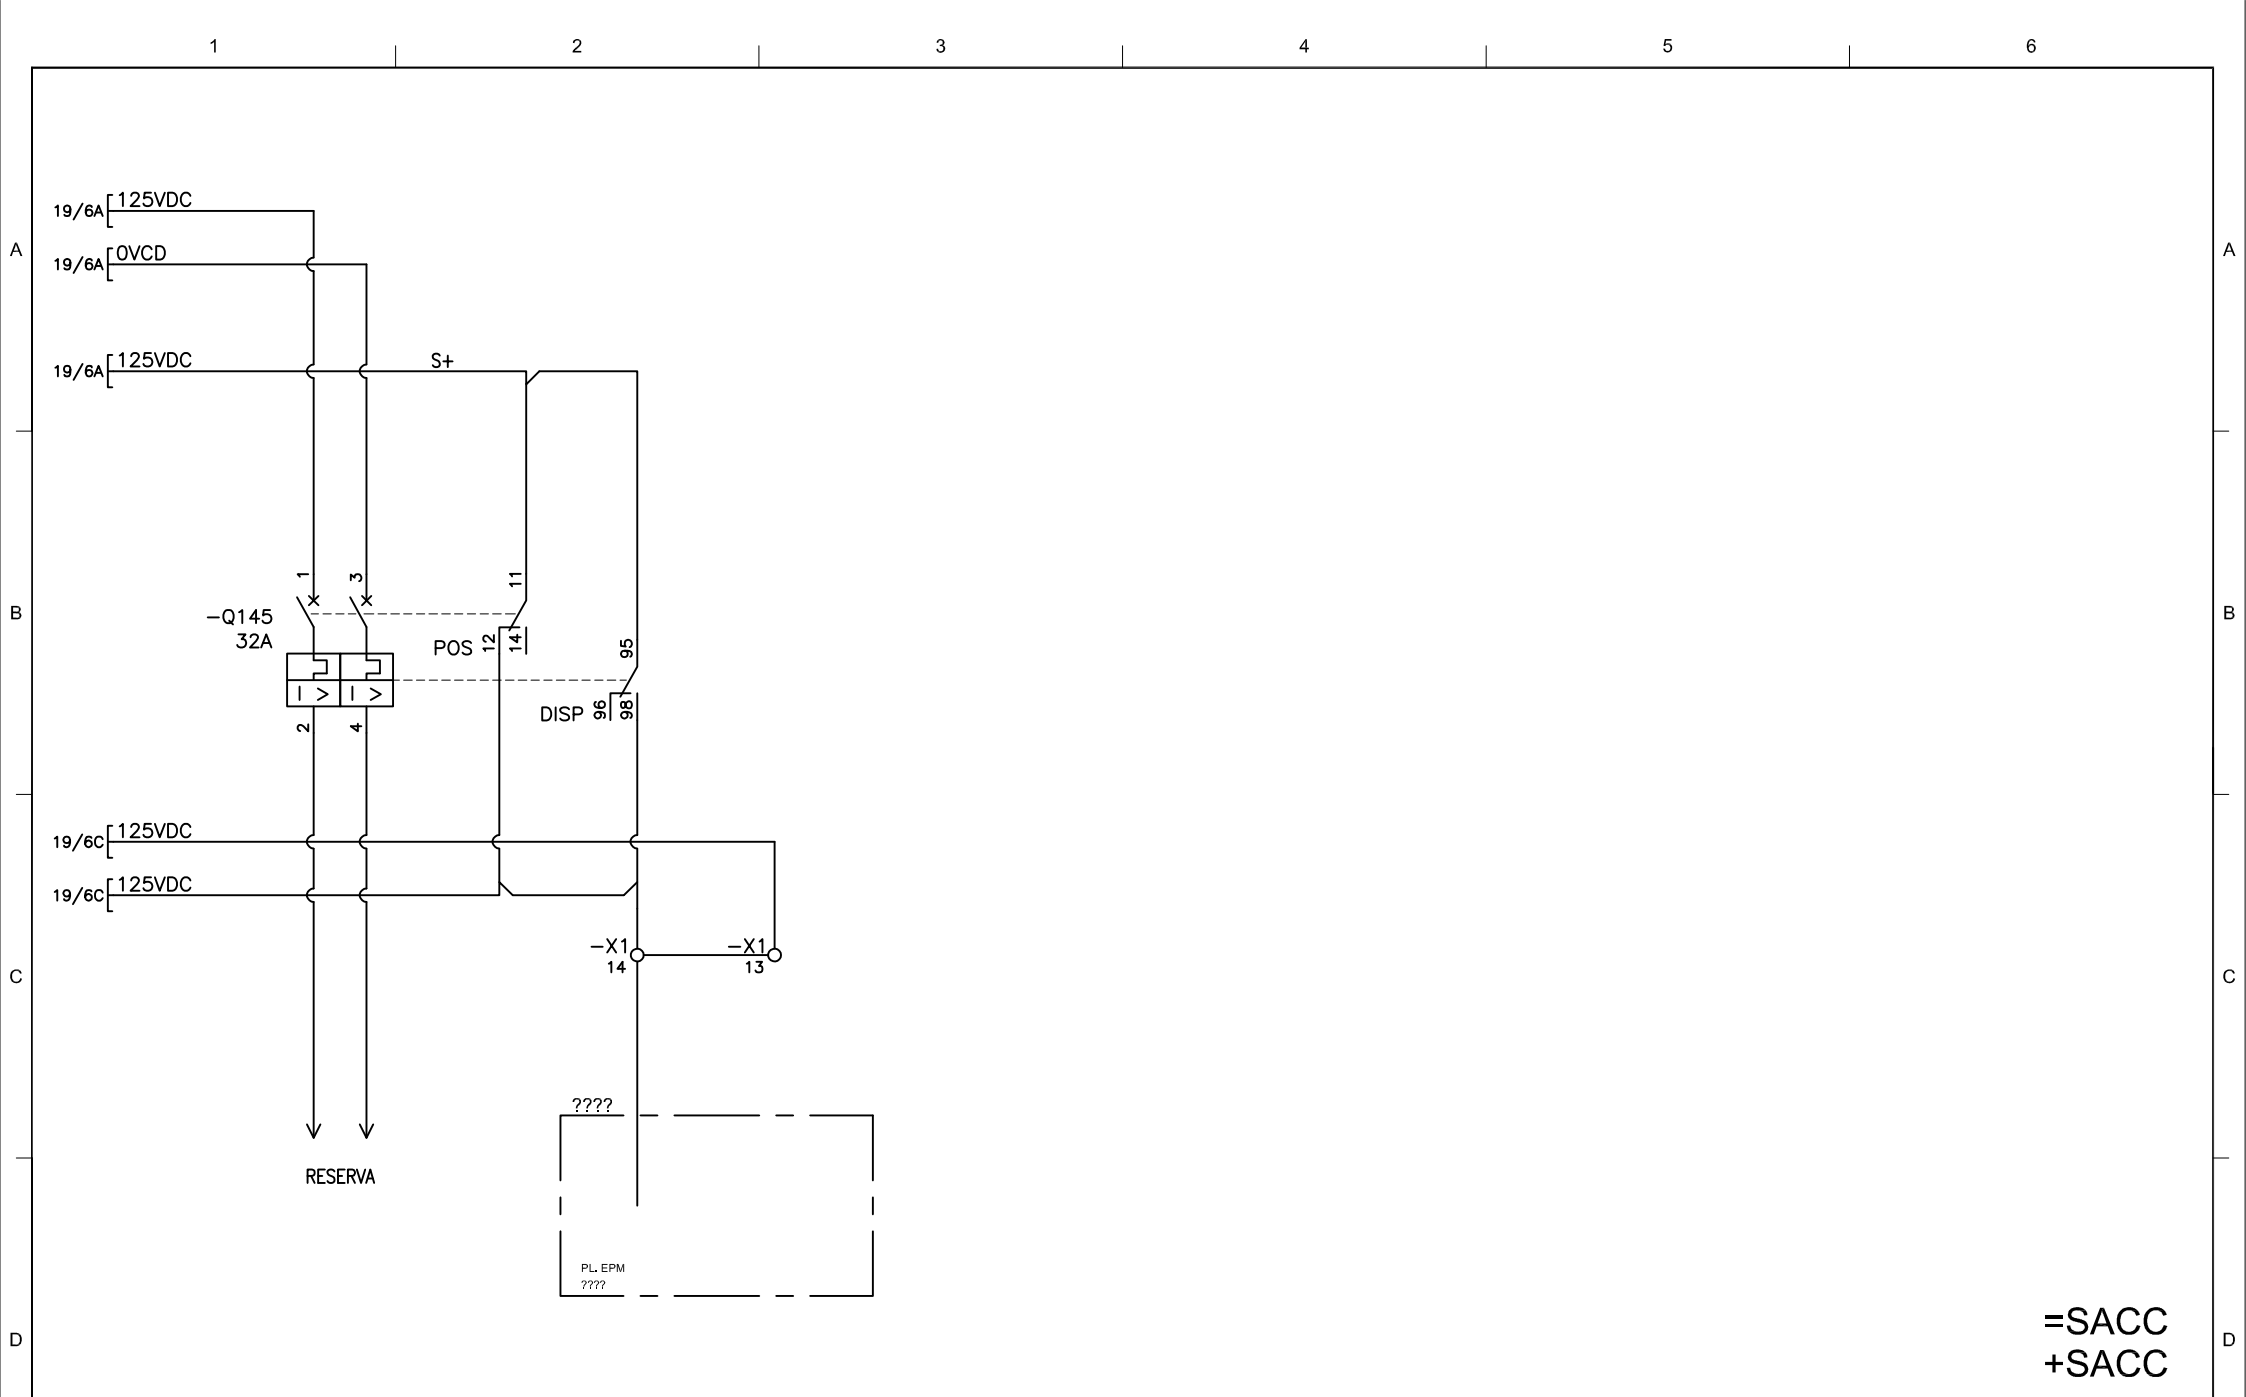 1 2 3 4 5 6
125VDC
19/6A
A A
0VCD
19/6A
125VDC S+
19/6A
1 3 11
B B
-Q145
32A
POS 12 14 95
DISP 96 98
2 4
125VDC
19/6C
125VDC
19/6C
-X1 -X1
14 13
C C
????
RESERVA
PL. EPM
????
=SACC
D D
+SACC